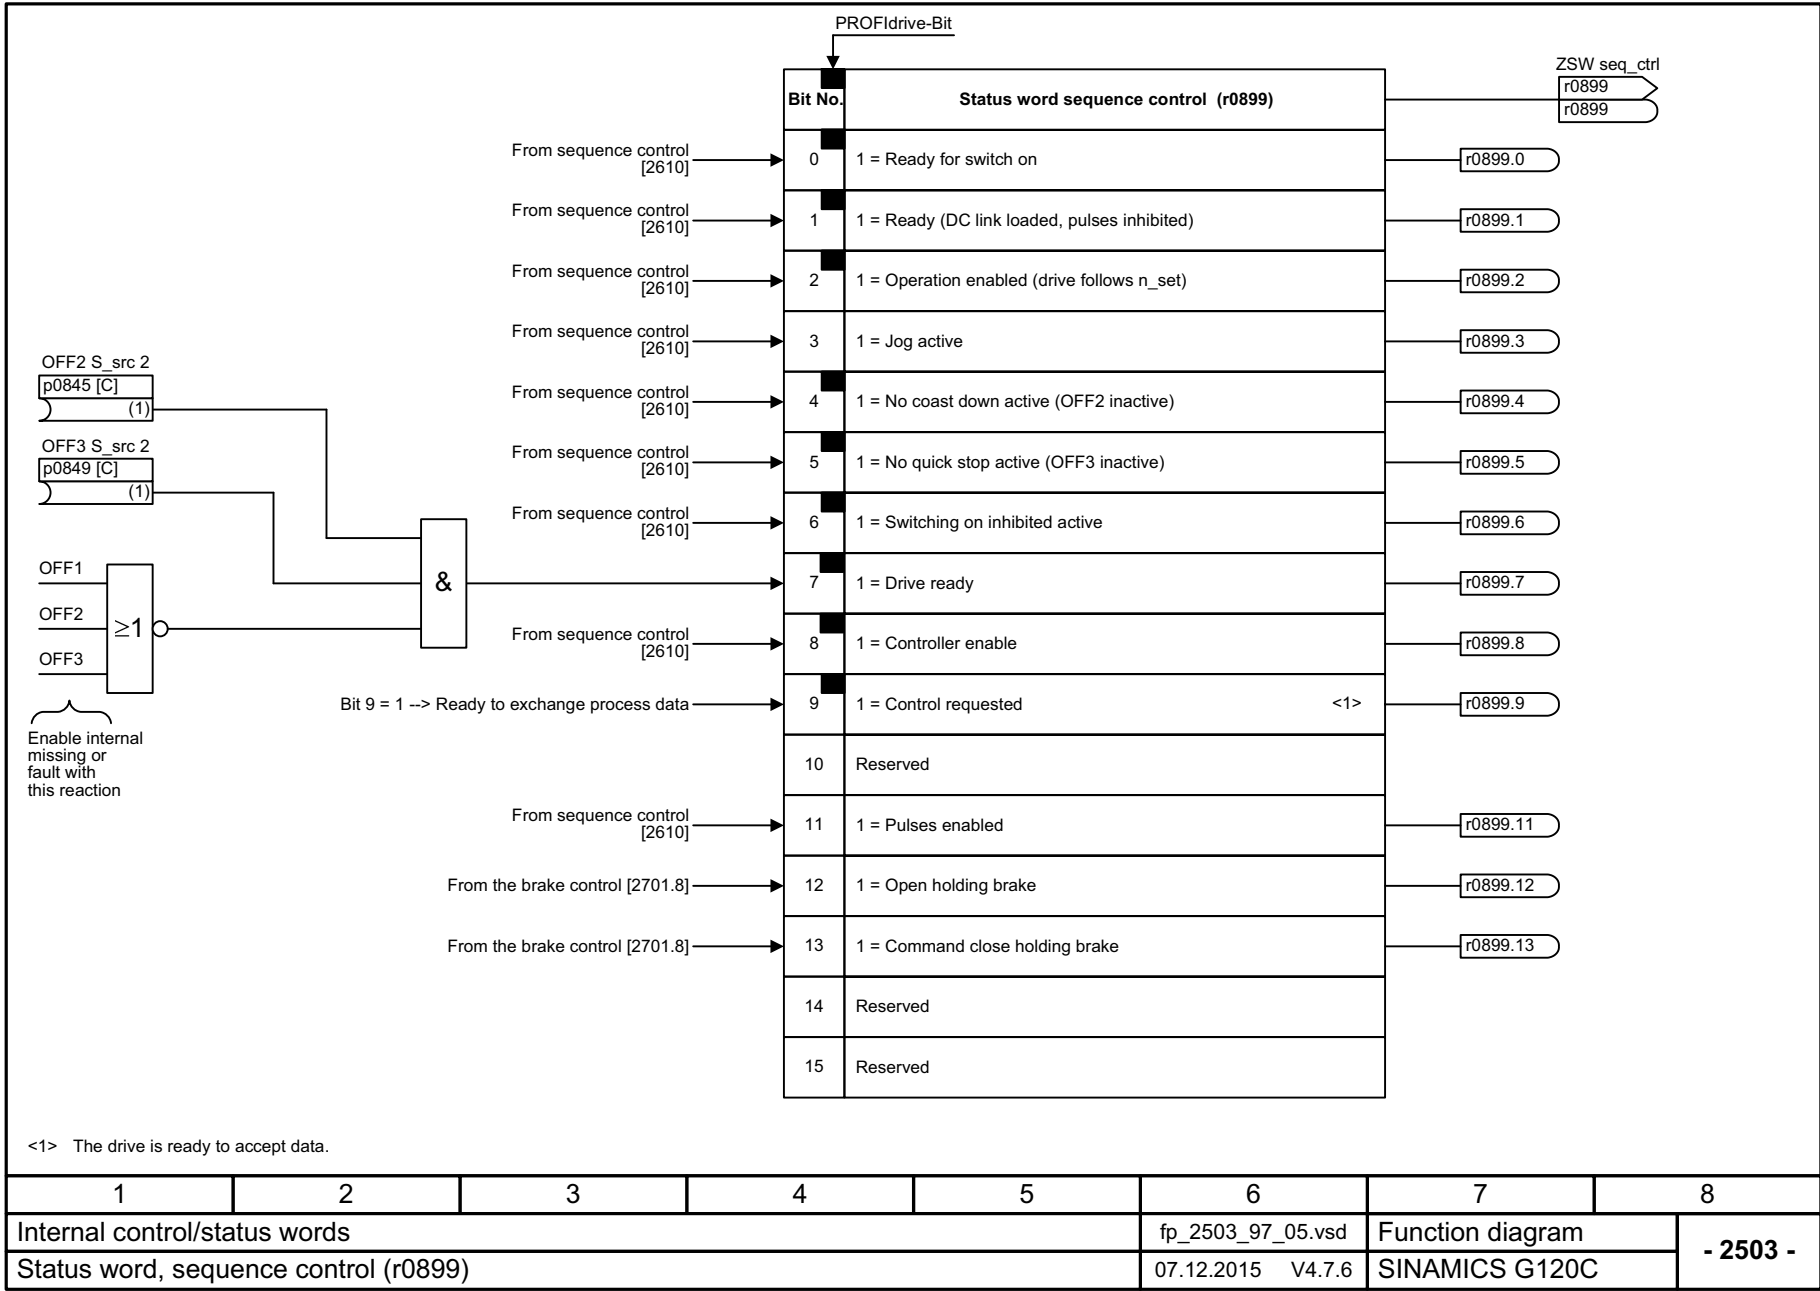 PROFIdrive-Bit
ZSW seq_ctrl
r0899
r0899
Bit No. Status word sequence control (r0899)
From sequence control
[2610]
0 1 = Ready for switch on r0899.0
From sequence control
[2610]
1 1 = Ready (DC link loaded, pulses inhibited) r0899.1
From sequence control
[2610]
2 1 = Operation enabled (drive follows n_set) r0899.2
From sequence control
[2610]
3 1 = Jog active r0899.3
OFF2 S_src 2
p0845 [C]
(1)
From sequence control
[2610]
4 1 = No coast down active (OFF2 inactive) r0899.4
OFF3 S_src 2
p0849 [C]
(1)
From sequence control
[2610]
5 1 = No quick stop active (OFF3 inactive) r0899.5
From sequence control
[2610]
6 1 = Switching on inhibited active r0899.6
OFF1
OFF2
OFF3
≥1
&
7 1 = Drive ready r0899.7
From sequence control
[2610]
8 1 = Controller enable r0899.8
Enable internal
missing or
fault with
this reaction
Bit 9 = 1 --> Ready to exchange process data
9 1 = Control requested <1> r0899.9
10 Reserved
From sequence control
[2610]
11 1 = Pulses enabled r0899.11
From the brake control [2701.8]
12 1 = Open holding brake r0899.12
From the brake control [2701.8]
13 1 = Command close holding brake r0899.13
14 Reserved
15 Reserved
<1> The drive is ready to accept data.
1 2 3 4 5 6 7 8
Internal control/status words fp_2503_97_05.vsd Function diagram
- 2503 -
Status word, sequence control (r0899) 07.12.2015 V4.7.6 SINAMICS G120C